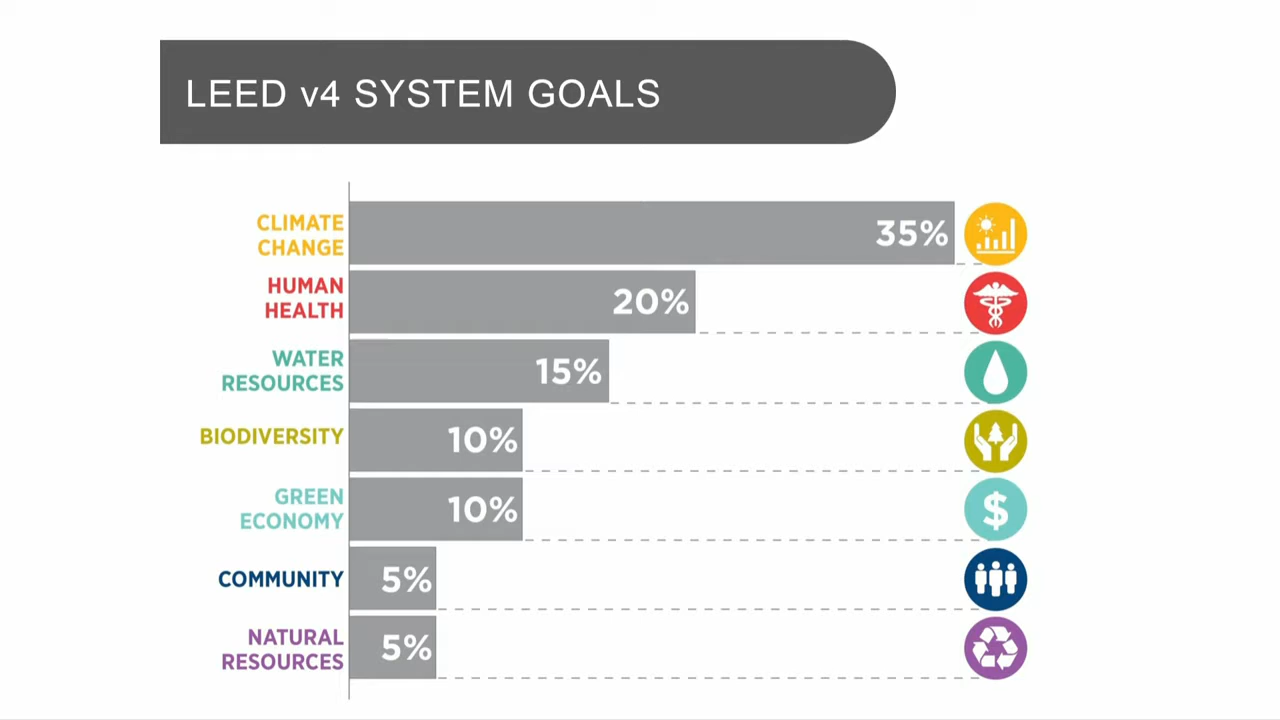 LEED v4 SYSTEM GOALS
CLIMATE
CHANGE
35%
HUMAN
HEALTH
20%
WATER
RESOURCES
15%
BIODIVERSITY
10%
GREEN
ECONOMY
10%
$
COMMUNITY
5%
NATURAL
RESOURCES
5%